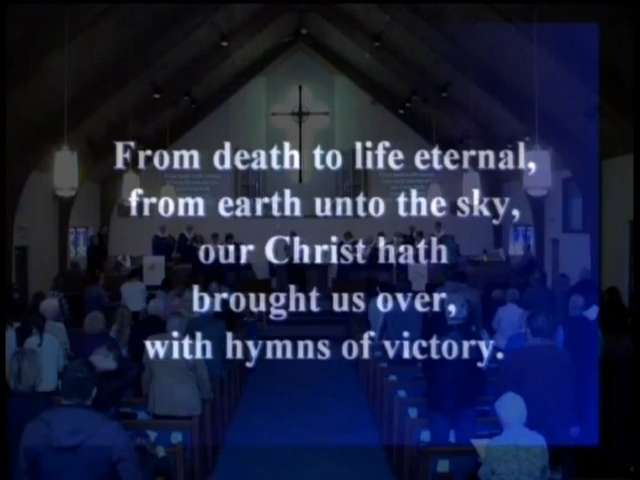 From death to life eternal,
from earth unto the sky,
our Christ hath
brought us over,
with hymns of victory.